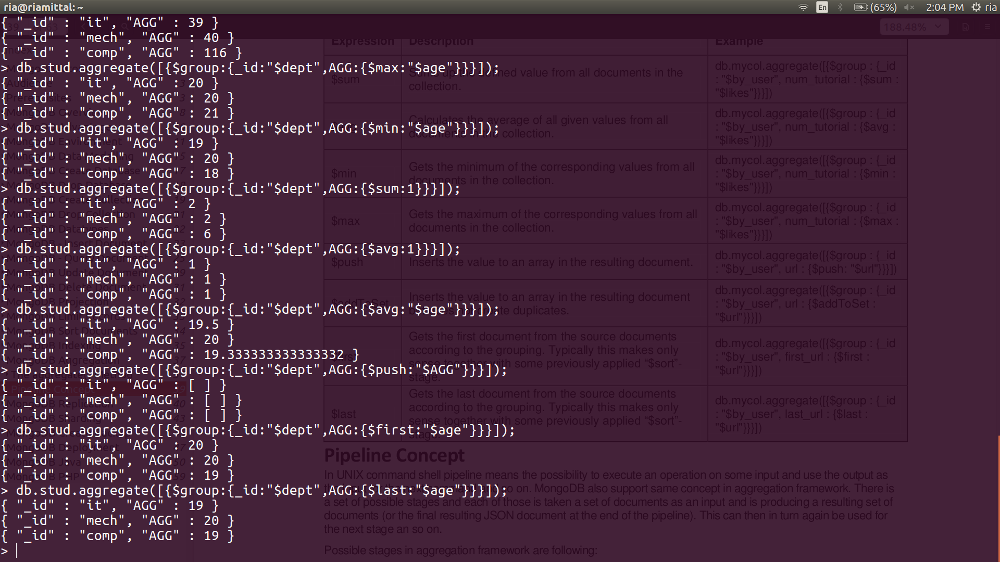 ria@riamittal: ~
En
(65%)
2:04 PM
ria
{ "_id" : "it", "AGG" : 39 }
{ "_id" : "mech", "AGG" : 40 }
{ "_id" : "comp", "AGG" : 116 }
> db.stud.aggregate([{$group:{_id:"$dept",AGG:{$max:"$age"}}}]);
{ "_id" : "it", "AGG" : 20 }
{ "_id" : "mech", "AGG" : 20 }
{ "_id" : "comp", "AGG" : 21 }
> db.stud.aggregate([{$group:{_id:"$dept",AGG:{$min:"$age"}}}]);
{ "_id" : "it", "AGG" : 19 }
{ "_id" : "mech", "AGG" : 20 }
{ "_id" : "comp", "AGG" : 18 }
> db.stud.aggregate([{$group:{_id:"$dept",AGG:{$sum:1}}}]);
{ "_id" : "it", "AGG" : 2 }
{ "_id" : "mech", "AGG" : 2 }
{ "_id" : "comp", "AGG" : 6 }
> db.stud.aggregate([{$group:{_id:"$dept",AGG:{$avg:1}}}]);
{ "_id" : "it", "AGG" : 1 }
{ "_id" : "mech", "AGG" : 1 }
{ "_id" : "comp", "AGG" : 1 }
> db.stud.aggregate([{$group:{_id:"$dept",AGG:{$avg:"$age"}}}]);
{ "_id" : "it", "AGG" : 19.5 }
{ "_id" : "mech", "AGG" : 20 }
{ "_id" : "comp", "AGG" : 19.333333333333332 }
> db.stud.aggregate([{$group:{_id:"$dept",AGG:{$push:"$AGG"}}}]);
{ "_id" : "it", "AGG" : [ ] }
{ "_id" : "mech", "AGG" : [ ] }
{ "_id" : "comp", "AGG" : [ ] }
> db.stud.aggregate([{$group:{_id:"$dept",AGG:{$first:"$age"}}}]);
{ "_id" : "it", "AGG" : 20 }
{ "_id" : "mech", "AGG" : 20 }
{ "_id" : "comp", "AGG" : 19 }
> db.stud.aggregate([{$group:{_id:"$dept",AGG:{$last:"$age"}}}]);
{ "_id" : "it", "AGG" : 19 }
{ "_id" : "mech", "AGG" : 20 }
{ "_id" : "comp", "AGG" : 19 }
>
188.48%
Expression Description Example
$sum
collection.
db.mycol.aggregate([{$group : {_id
: "$by_user", num_tutorial : {$sum :
"$likes"}}}])
Calculates the average of all given values from all
documents in the collection.
db.mycol.aggregate([{$group : {_id
: "$by_user", num_tutorial : {$avg :
"$likes"}}}])
$min
Gets the minimum of the corresponding values from all
documents in the collection.
db.mycol.aggregate([{$group : {_id
: "$by_user", num_tutorial : {$min :
"$likes"}}}])
$max
Gets the maximum of the corresponding values from all
documents in the collection.
db.mycol.aggregate([{$group : {_id
: "$by_user", num_tutorial : {$max :
"$likes"}}}])
$push
Inserts the value to an array in the resulting document.
db.mycol.aggregate([{$group : {_id
: "$by_user", url : {$push: "$url"}}}])
$addToSet
Inserts the value to an array in the resulting document
duplicates.
db.mycol.aggregate([{$group : {_id
: "$by_user", url : {$addToSet :
"$url"}}}])
Gets the first document from the source documents
according to the grouping. Typically this makes only
sense together with some previously applied “$sort”-
stage.
db.mycol.aggregate([{$group : {_id
: "$by_user", first_url : {$first :
"$url"}}}])
$last
Gets the last document from the source documents
according to the grouping. Typically this makes only
sense together with some previously applied “$sort”-
stage.
db.mycol.aggregate([{$group : {_id
: "$by_user", last_url : {$last :
"$url"}}}])
Pipeline Concept
In UNIX command shell pipeline means the possibility to execute an operation on some input and use the output as
so on. MongoDB also support same concept in aggregation framework. There is
a set of possible stages and each of those is taken a set of documents as an input and is producing a resulting set of
documents (or the final resulting JSON document at the end of the pipeline). This can then in turn again be used for
the next stage an so on.
Possible stages in aggregation framework are following: